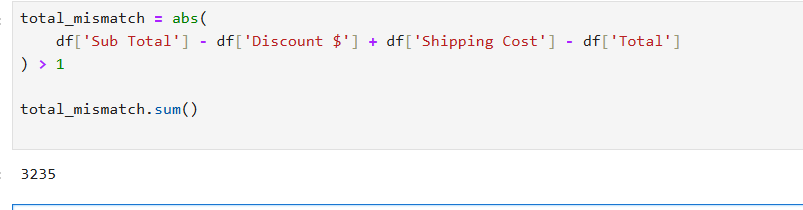 total_mismatch = abs(
    df['Sub Total'] - df['Discount $'] + df['Shipping Cost'] - df['Total']
) > 1
total_mismatch.sum()
3235